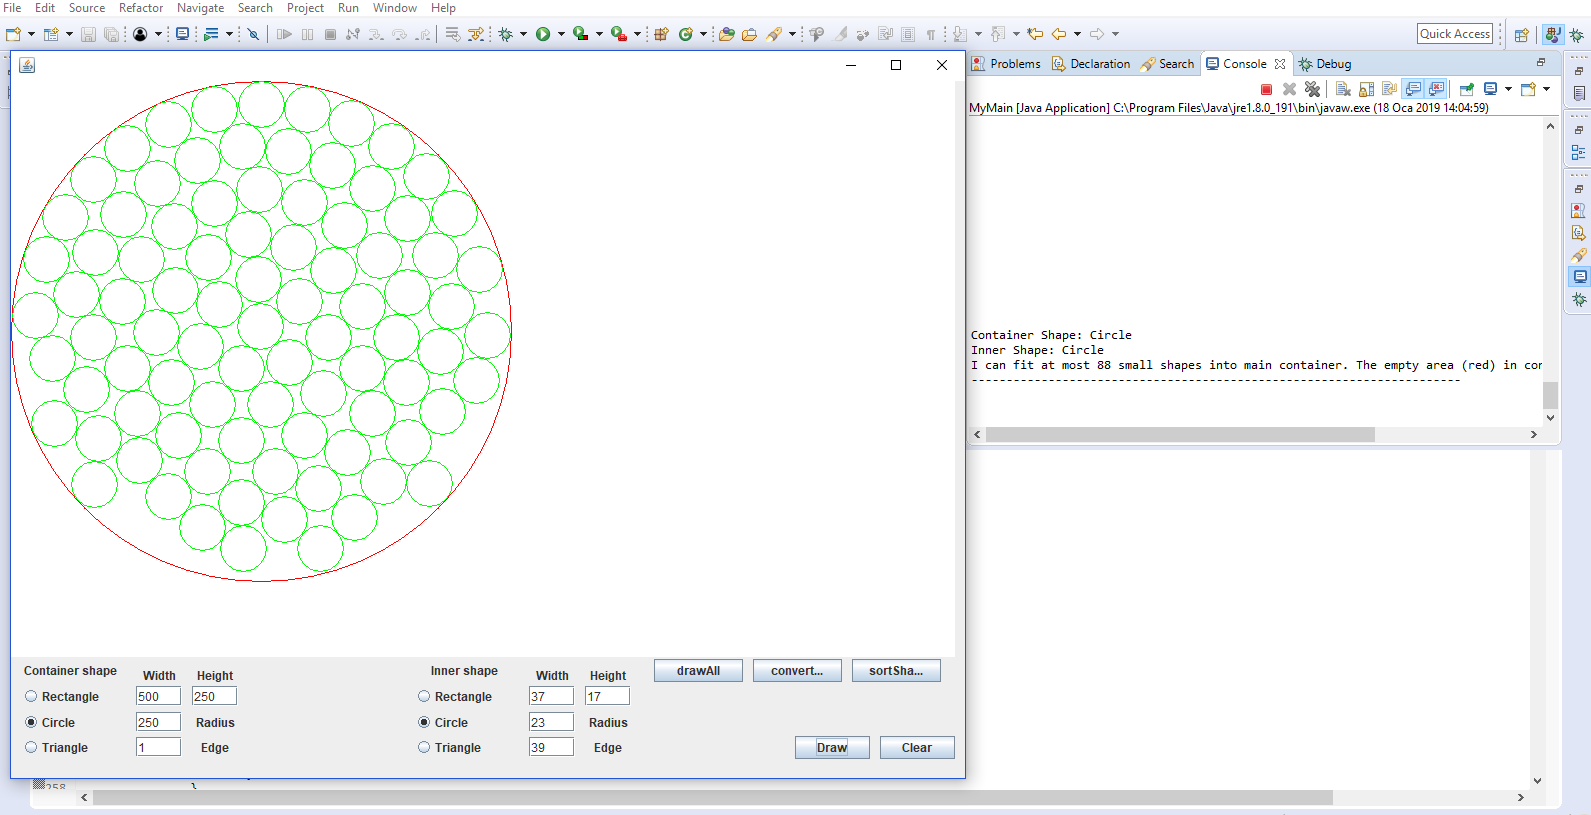 File Edit Source Refactor Navigate Search Project Run Window Help
Quick Access
Problems Declaration Search Console Debug
MyMain [Java Application] C:\Program Files\Java\jre1.8.0_191\bin\javaw.exe (18 Oca 2019 14:04:59)
Container Shape: Circle
Inner Shape: Circle
I can fit at most 88 small shapes into main container. The empty area (red) in cor
--------------------------------------------------------------------
Container shape Width Height
Rectangle 500 250
Circle 250 Radius
Triangle 1 Edge
Inner shape Width Height
Rectangle 37 17
Circle 23 Radius
Triangle 39 Edge
drawAll convert... sortSha...
Draw Clear
258 }